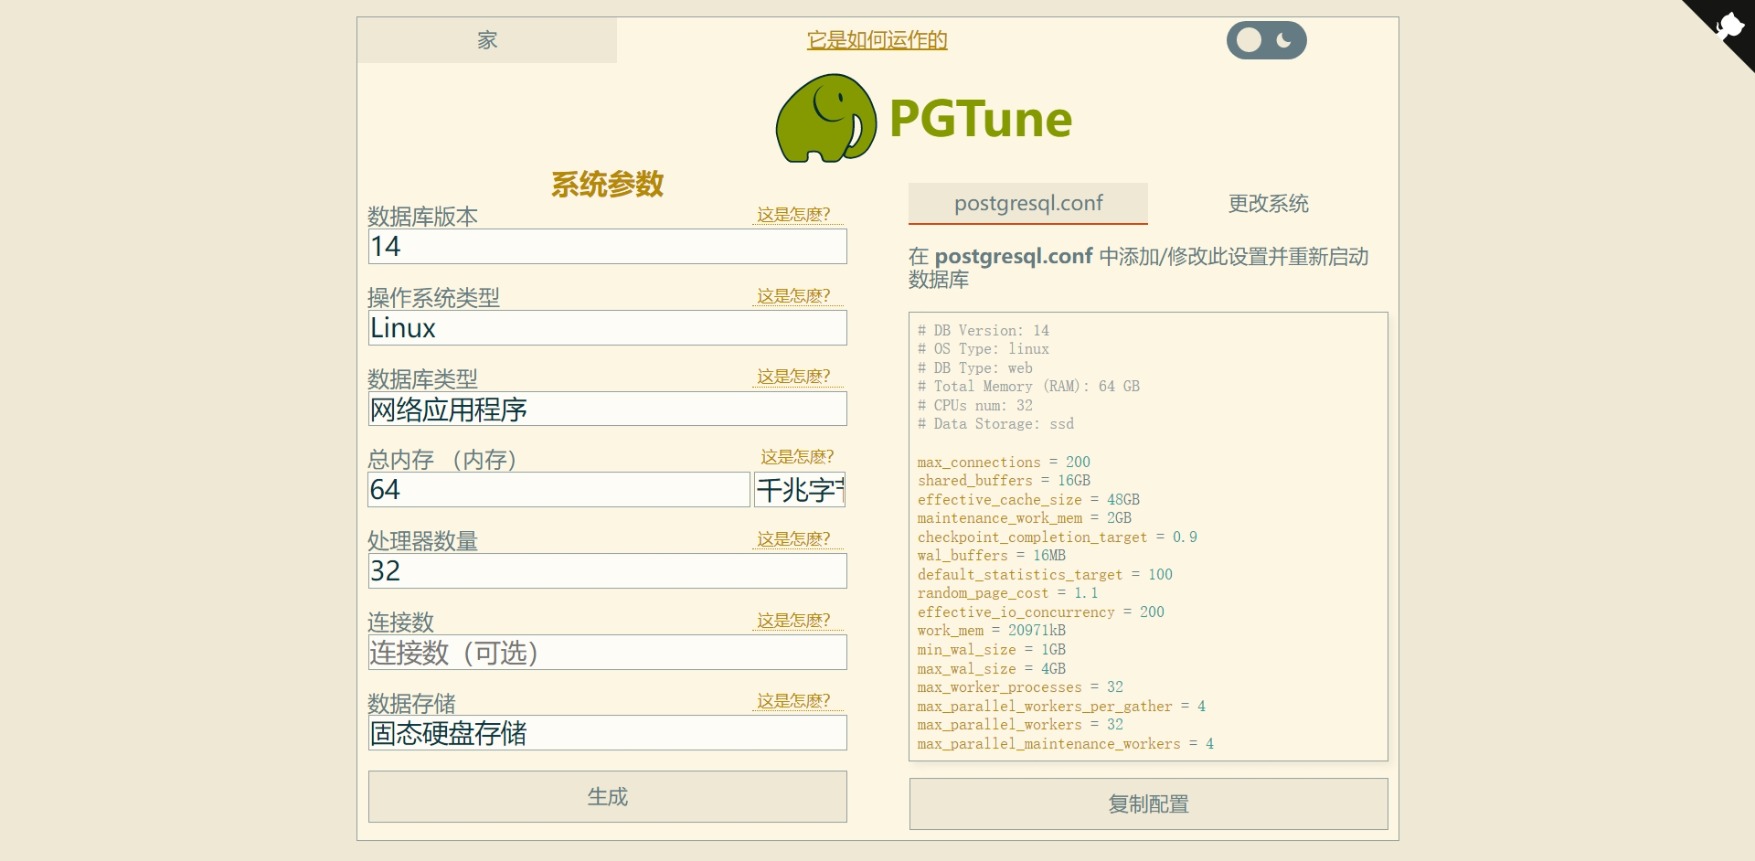 家
它是如何运作的
PGTune
系统参数
数据库版本
这是怎麽?
14
操作系统类型
这是怎麽?
Linux
数据库类型
这是怎麽?
网络应用程序
总内存 （内存）
这是怎麽?
64
千兆字节
处理器数量
这是怎麽?
32
连接数
这是怎麽?
连接数（可选）
数据存储
这是怎麽?
固态硬盘存储
生成
postgresql.conf
更改系统
在 postgresql.conf 中添加/修改此设置并重新启动
数据库
# DB Version: 14
# OS Type: linux
# DB Type: web
# Total Memory (RAM): 64 GB
# CPUs num: 32
# Data Storage: ssd
max_connections = 200
shared_buffers = 16GB
effective_cache_size = 48GB
maintenance_work_mem = 2GB
checkpoint_completion_target = 0.9
wal_buffers = 16MB
default_statistics_target = 100
random_page_cost = 1.1
effective_io_concurrency = 200
work_mem = 20971kB
min_wal_size = 1GB
max_wal_size = 4GB
max_worker_processes = 32
max_parallel_workers_per_gather = 4
max_parallel_workers = 32
max_parallel_maintenance_workers = 4
复制配置